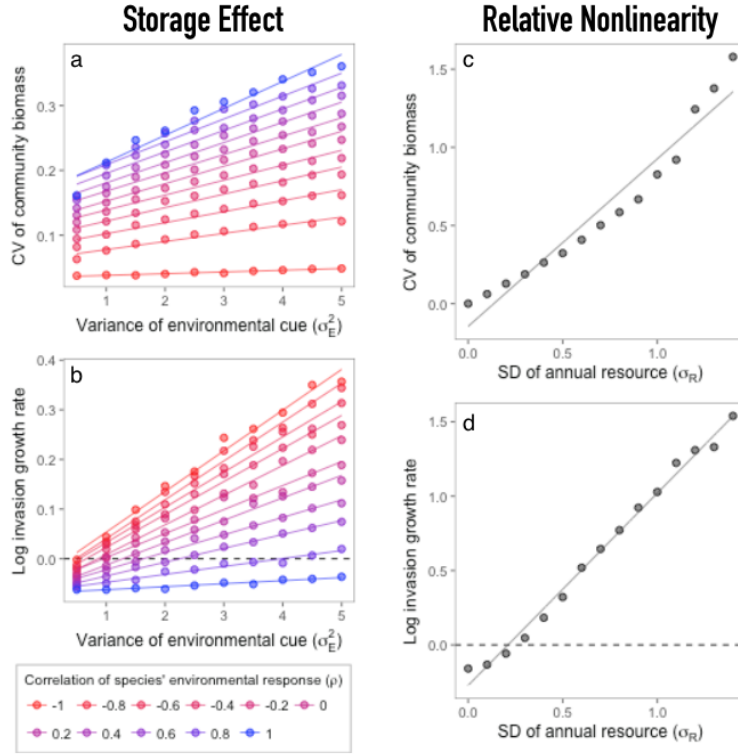 Storage Effect
Relative Nonlinearity
a
CV of community biomass
0.3
0.2
0.1
1 2 3 4 5
Variance of environmental cue (σ²E)
b
Log invasion growth rate
0.4
0.3
0.2
0.1
0.0
1 2 3 4 5
Variance of environmental cue (σ²E)
Correlation of species' environmental response (ρ)
-1 -0.8 -0.6 -0.4 -0.2 0
0.2 0.4 0.6 0.8 1
c
CV of community biomass
1.5
1.0
0.5
0.0
0.0 0.5 1.0
SD of annual resource (σR)
d
Log invasion growth rate
1.5
1.0
0.5
0.0
0.0 0.5 1.0
SD of annual resource (σR)